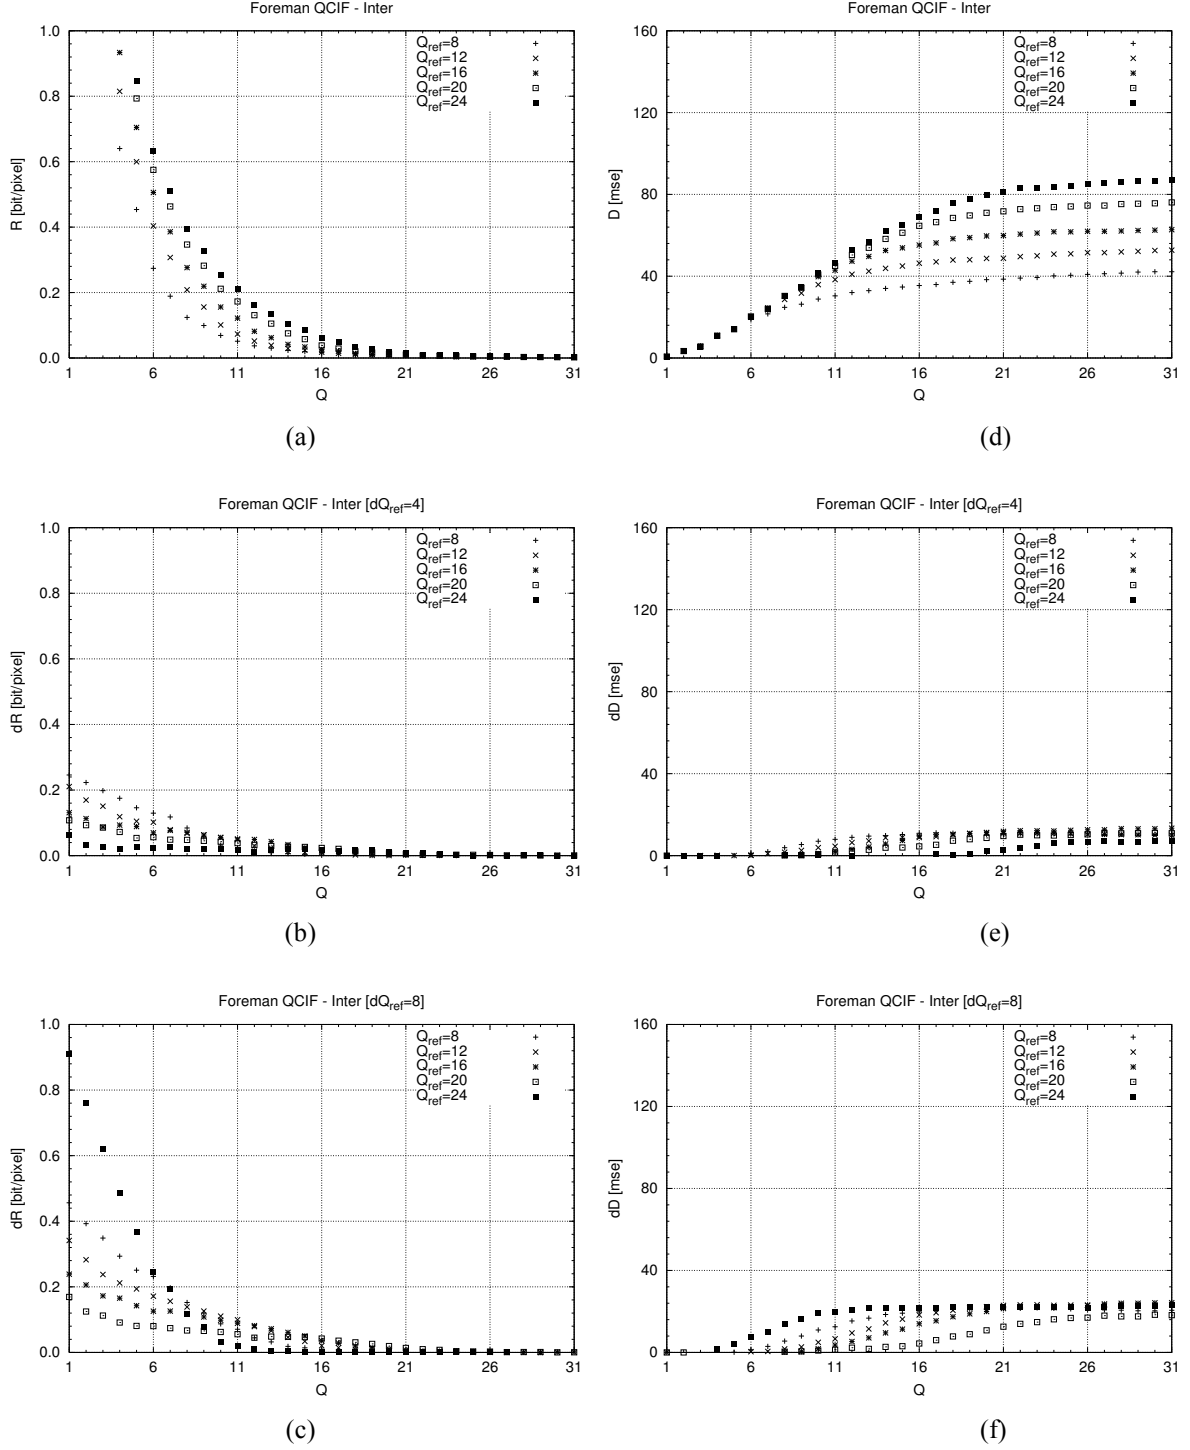 Foreman QCIF - Inter
1.0
0.8
0.6
0.4
0.2
0.0
R [bit/pixel]
Q_ref=8
Q_ref=12
Q_ref=16
Q_ref=20
Q_ref=24
1 6 11 16 21 26 31
Q
(a)
Foreman QCIF - Inter
160
120
80
40
0
D [mse]
Q_ref=8
Q_ref=12
Q_ref=16
Q_ref=20
Q_ref=24
1 6 11 16 21 26 31
Q
(d)
Foreman QCIF - Inter [dQ_ref=4]
1.0
0.8
0.6
0.4
0.2
0.0
dR [bit/pixel]
Q_ref=8
Q_ref=12
Q_ref=16
Q_ref=20
Q_ref=24
1 6 11 16 21 26 31
Q
(b)
Foreman QCIF - Inter [dQ_ref=4]
160
120
80
40
0
dD [mse]
Q_ref=8
Q_ref=12
Q_ref=16
Q_ref=20
Q_ref=24
1 6 11 16 21 26 31
Q
(e)
Foreman QCIF - Inter [dQ_ref=8]
1.0
0.8
0.6
0.4
0.2
0.0
dR [bit/pixel]
Q_ref=8
Q_ref=12
Q_ref=16
Q_ref=20
Q_ref=24
1 6 11 16 21 26 31
Q
(c)
Foreman QCIF - Inter [dQ_ref=8]
160
120
80
40
0
dD [mse]
Q_ref=8
Q_ref=12
Q_ref=16
Q_ref=20
Q_ref=24
1 6 11 16 21 26 31
Q
(f)